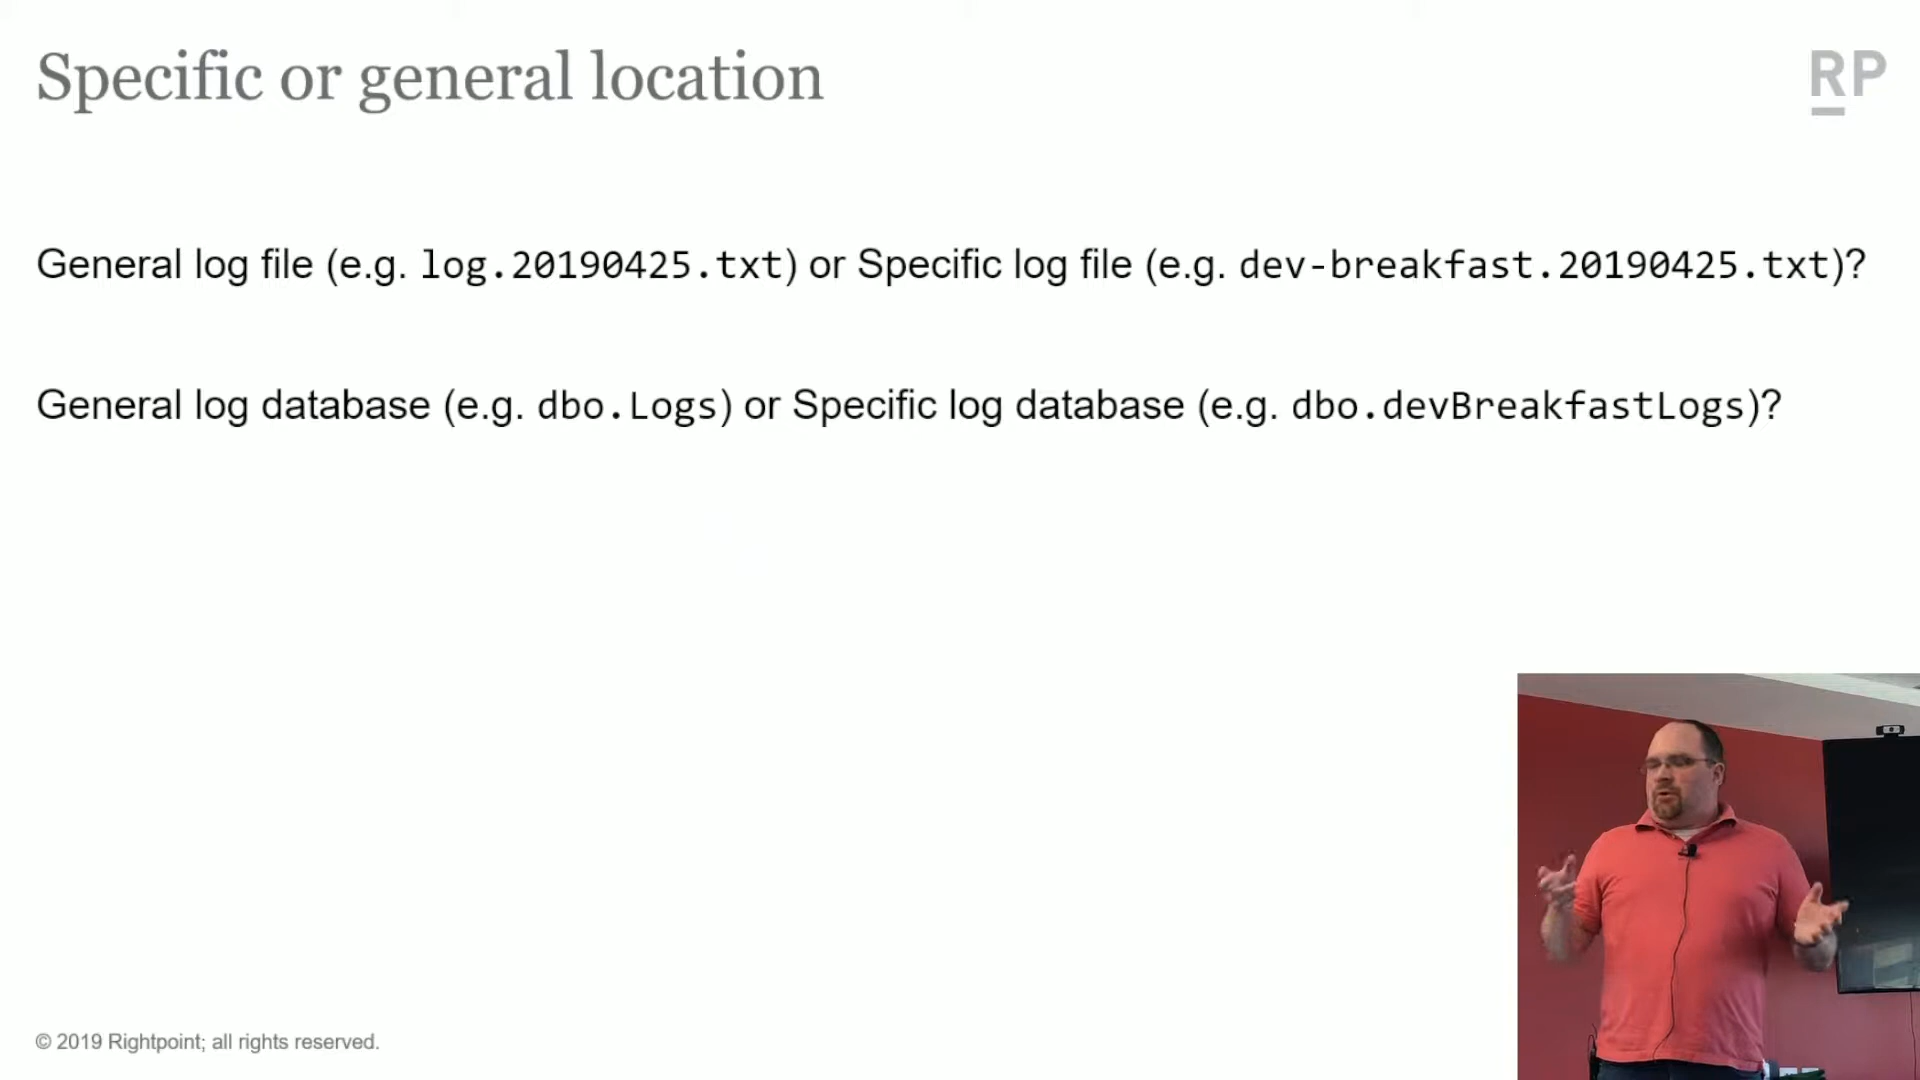 Specific or general location
RP
General log file (e.g. log.20190425.txt) or Specific log file (e.g. dev-breakfast.20190425.txt)?
General log database (e.g. dbo.Logs) or Specific log database (e.g. dbo.devBreakfastLogs)?
© 2019 Rightpoint; all rights reserved.